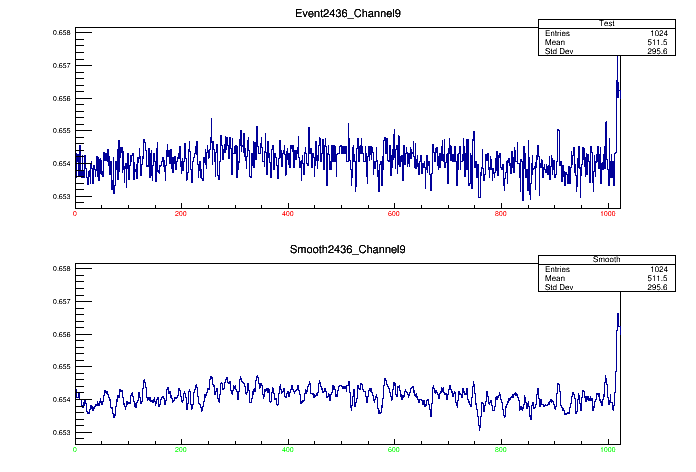 Event2436_Channel9
Test
Entries 1024
Mean 511.5
Std Dev 295.6
0.658
0.657
0.656
0.655
0.654
0.653
0 200 400 600 800 1000
Smooth2436_Channel9
Smooth
Entries 1024
Mean 511.5
Std Dev 295.6
0.658
0.657
0.656
0.655
0.654
0.653
0 200 400 600 800 1000